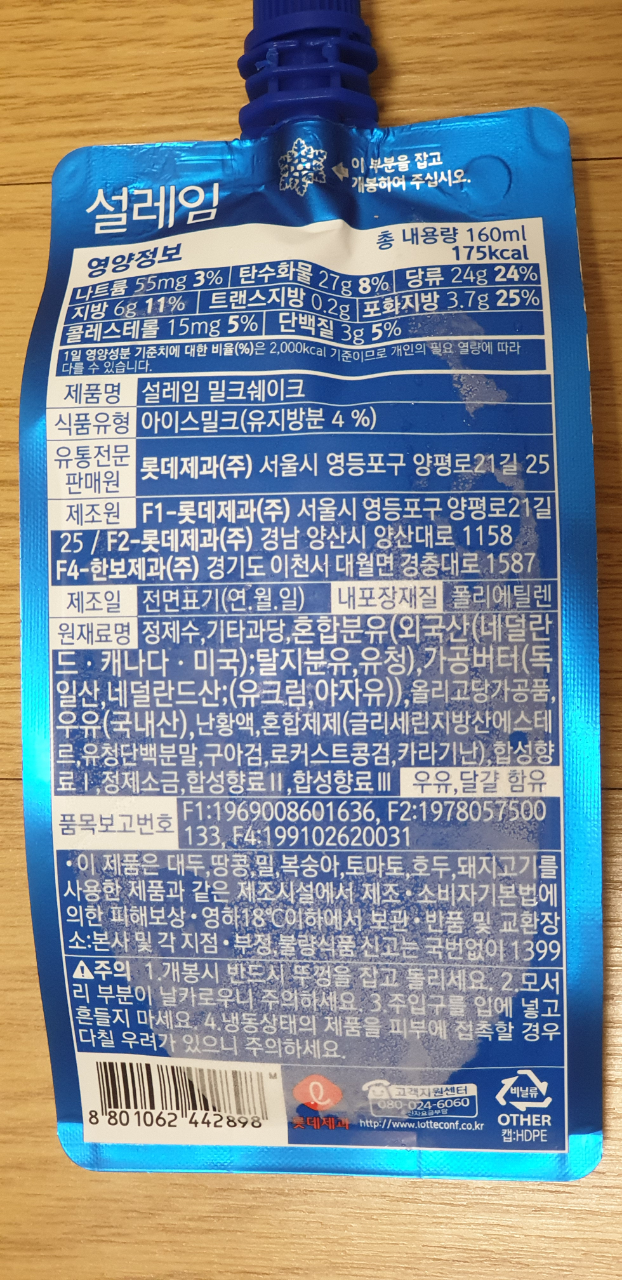 이 부분을 잡고
개봉하여 주십시오.
설레임
총 내용량 160ml
영양정보 175kcal
나트륨 55mg 3% 탄수화물 27g 8% 당류 24g 24%
지방 6g 11% 트랜스지방 0.2g 포화지방 3.7g 25%
콜레스테롤 15mg 5% 단백질 3g 5%
1일 영양성분 기준치에 대한 비율(%)은 2,000kcal 기준이므로 개인의 필요 열량에 따라
다를 수 있습니다.
제품명 설레임 밀크쉐이크
식품유형 아이스밀크(유지방분 4 %)
유통전문
판매원 롯데제과(주) 서울시 영등포구 양평로21길 25
제조원 F1-롯데제과(주) 서울시 영등포구 양평로21길
25 / F2-롯데제과(주) 경남 양산시 양산대로 1158
F4-한보제과(주) 경기도 이천시 대월면 경충대로 1587
제조일 전면표기(연.월.일) 내포장재질 폴리에틸렌
원재료명 정제수,기타과당,혼합분유(외국산(네덜란
드·캐나다·미국);탈지분유,유청),가공버터(독
일산,네덜란드산;(유크림,야자유)),올리고당가공품,
우유(국내산),난황액,혼합제제(글리세린지방산에스테
르,유청단백분말,구아검,로커스트콩검,카라기난),합성향
료Ⅰ,정제소금,합성향료Ⅱ,합성향료Ⅲ 우유,달걀 함유
품목보고번호 F1:1969008601636, F2:1978057500
133, F4:199102620031
•이 제품은 대두,땅콩,밀,복숭아,토마토,호두,돼지고기를
사용한 제품과 같은 제조시설에서 제조•소비자기본법에
의한 피해보상•영하18℃이하에서 보관•반품 및 교환장
소:본사 및 각 지점•부정,불량식품 신고는 국번없이 1399
주의 1.개봉시 반드시 뚜껑을 잡고 돌리세요. 2.모서
리 부분이 날카로우니 주의하세요. 3.주입구를 입에 넣고
흔들지 마세요. 4.냉동상태의 제품을 피부에 접촉할 경우
다칠 우려가 있으니 주의하세요.
8 801062 442898
M
롯데제과
고객지원센터
080-024-6060
수신자요금부담
http://www.lotteconf.co.kr
비닐류
OTHER
캡:HDPE